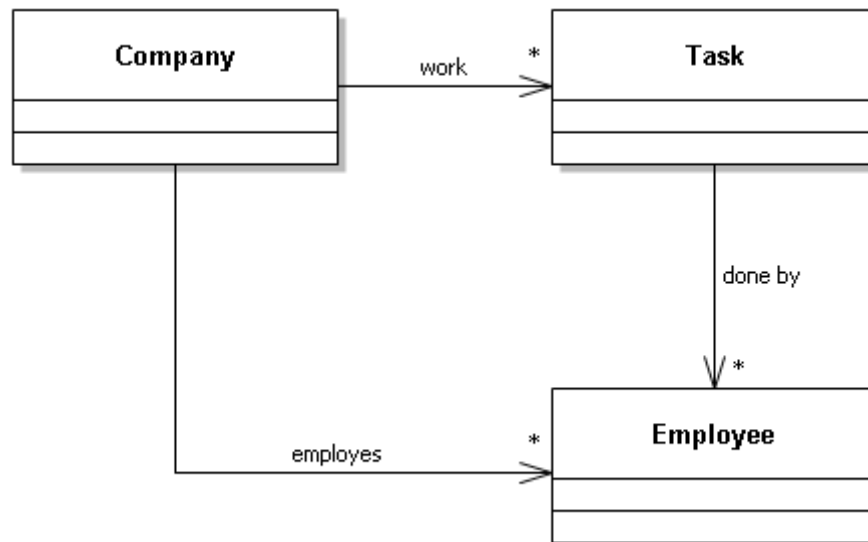 Company
work
*
Task
done by
*
Employee
employes
*